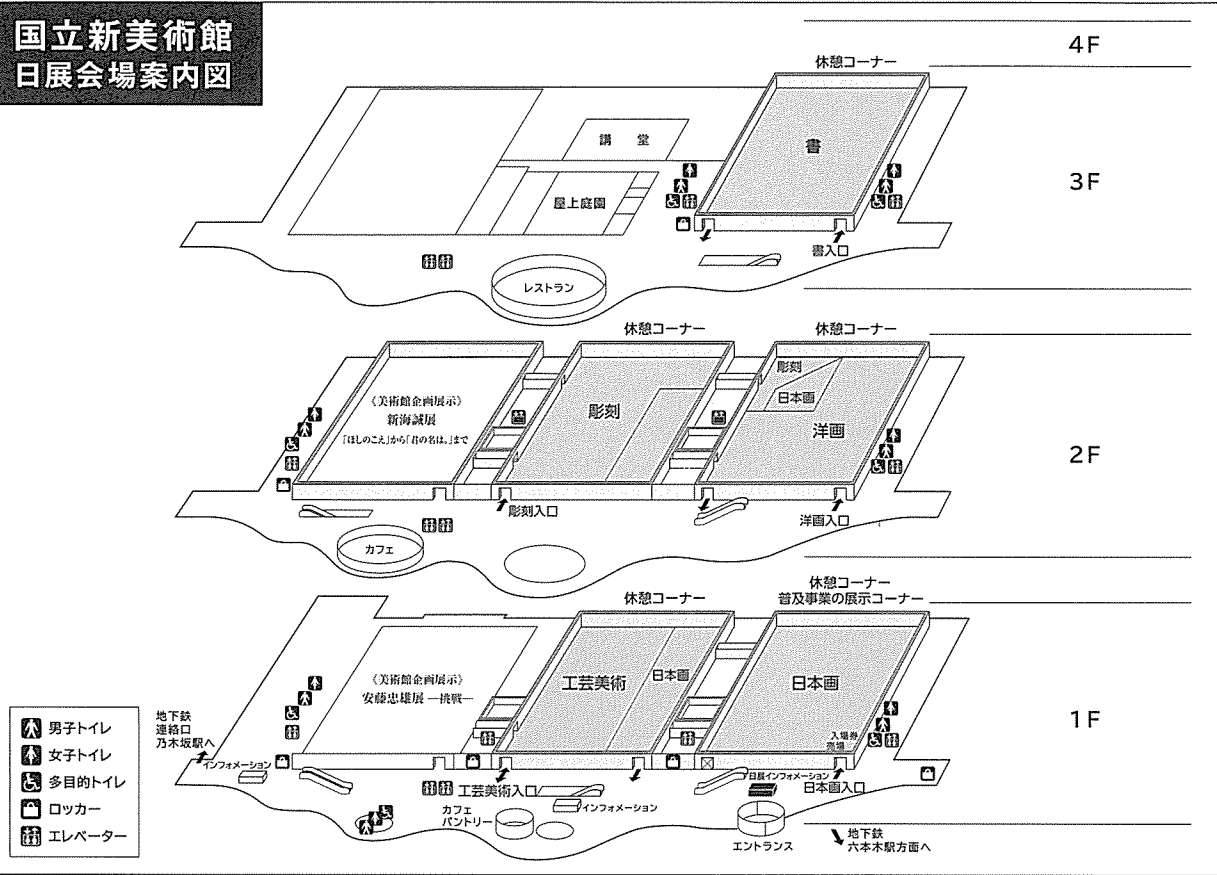 国立新美術館
日展会場案内図
4F
休憩コーナー
講堂
書
3F
屋上庭園
書入口
レストラン
休憩コーナー
休憩コーナー
《美術館企画展示》
新海誠展
「ほしのこえ」から「君の名は。」まで
彫刻
彫刻
日本画
洋画
2F
彫刻入口
洋画入口
カフェ
休憩コーナー
休憩コーナー
普及事業の展示コーナー
《美術館企画展示》
安藤忠雄展 ―挑戦―
工芸美術
日本画
日本画
1F
入場券
売場
地下鉄
連絡口
乃木坂駅へ
インフォメーション
工芸美術入口
日展インフォメーション
日本画入口
カフェ
パントリー
インフォメーション
エントランス
地下鉄
六本木駅方面へ
男子トイレ
女子トイレ
多目的トイレ
ロッカー
エレベーター